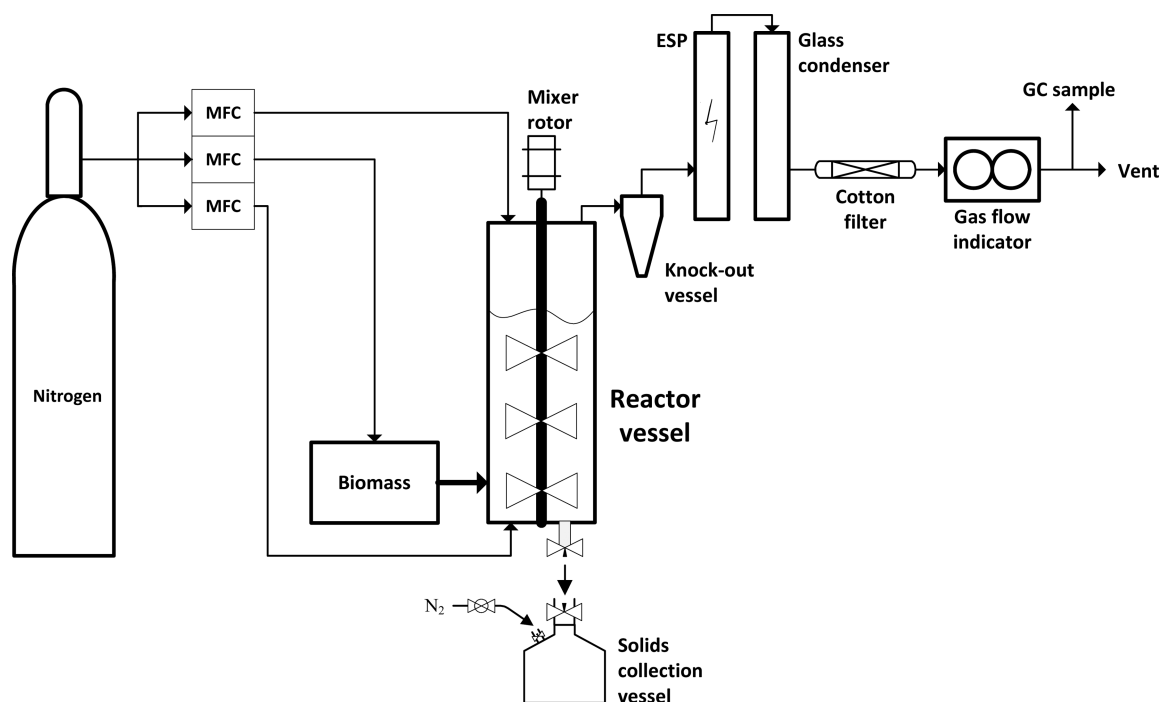 ESP
Glass
condenser
GC sample
Mixer
rotor
MFC
MFC
MFC
Vent
Cotton
filter
Gas flow
indicator
Knock-out
vessel
Nitrogen
Reactor
vessel
Biomass
N₂
Solids
collection
vessel